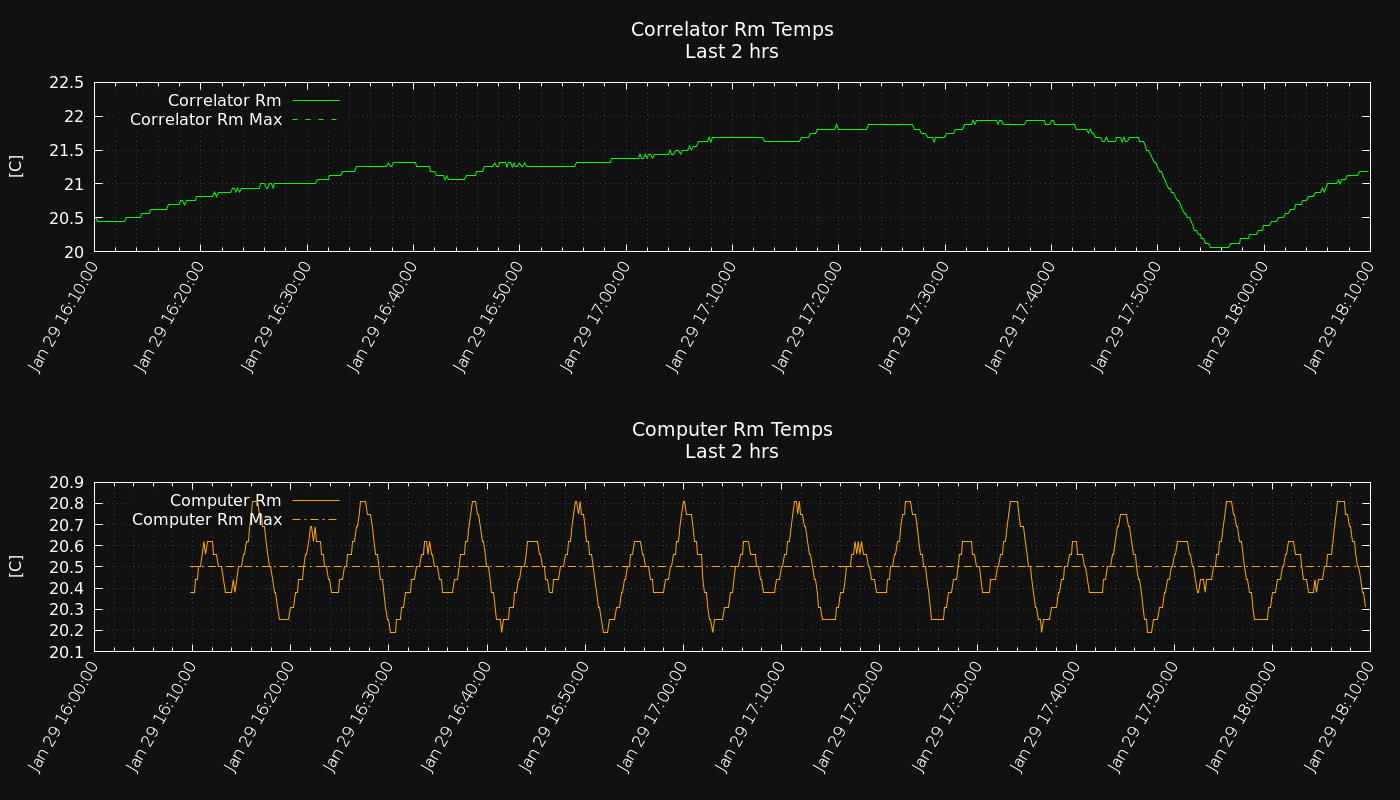 Correlator Rm Temps
Last 2 hrs
Correlator Rm
Correlator Rm Max
[C]
22.5
22
21.5
21
20.5
20
Jan 29 16:10:00
Jan 29 16:20:00
Jan 29 16:30:00
Jan 29 16:40:00
Jan 29 16:50:00
Jan 29 17:00:00
Jan 29 17:10:00
Jan 29 17:20:00
Jan 29 17:30:00
Jan 29 17:40:00
Jan 29 17:50:00
Jan 29 18:00:00
Jan 29 18:10:00
Computer Rm Temps
Last 2 hrs
Computer Rm
Computer Rm Max
[C]
20.9
20.8
20.7
20.6
20.5
20.4
20.3
20.2
20.1
Jan 29 16:00:00
Jan 29 16:10:00
Jan 29 16:20:00
Jan 29 16:30:00
Jan 29 16:40:00
Jan 29 16:50:00
Jan 29 17:00:00
Jan 29 17:10:00
Jan 29 17:20:00
Jan 29 17:30:00
Jan 29 17:40:00
Jan 29 17:50:00
Jan 29 18:00:00
Jan 29 18:10:00